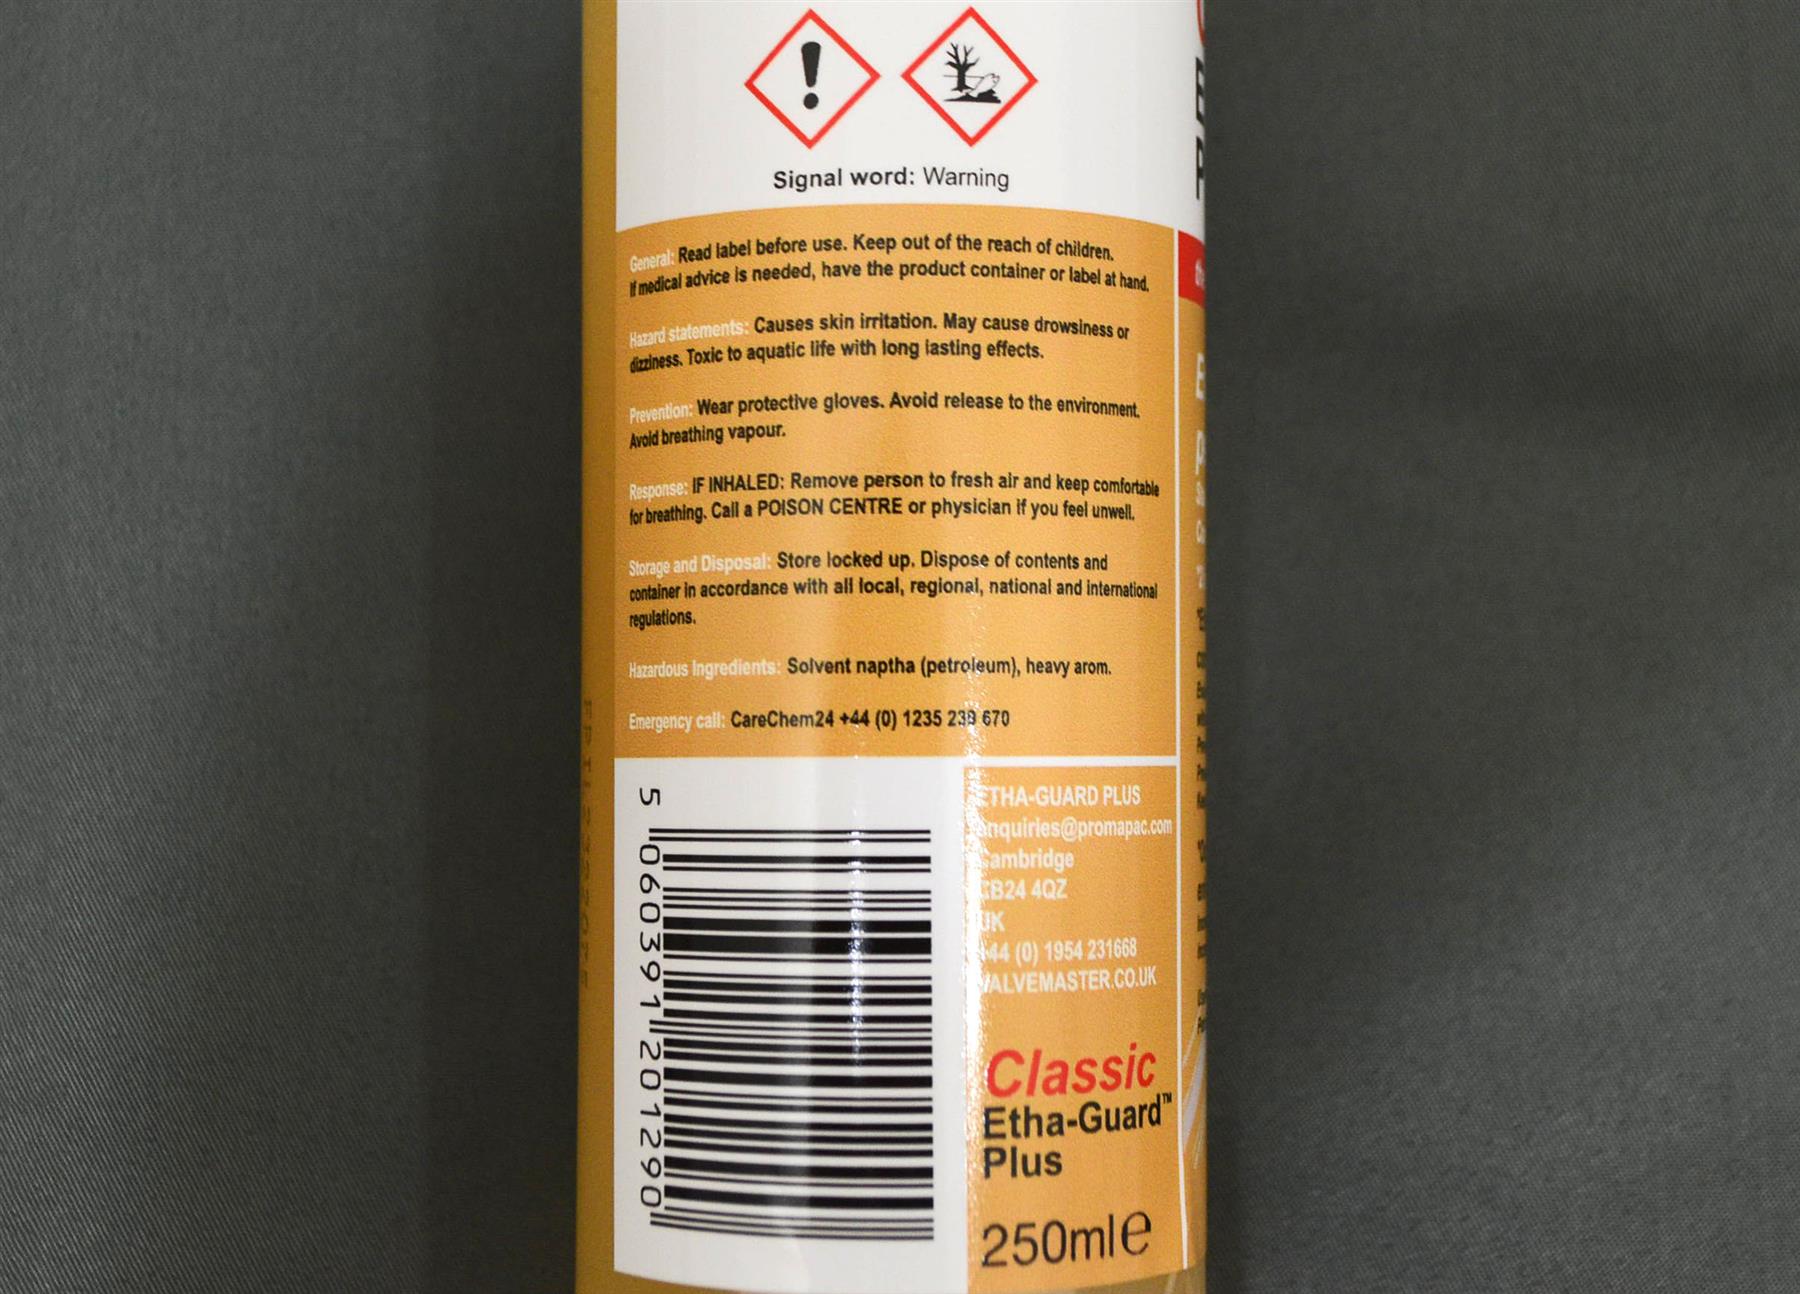 Signal word: Warning
General: Read label before use. Keep out of the reach of children.
If medical advice is needed, have the product container or label at hand.
Hazard statements: Causes skin irritation. May cause drowsiness or
dizziness. Toxic to aquatic life with long lasting effects.
Prevention: Wear protective gloves. Avoid release to the environment.
Avoid breathing vapour.
Response: IF INHALED: Remove person to fresh air and keep comfortable
for breathing. Call a POISON CENTRE or physician if you feel unwell.
Storage and Disposal: Store locked up. Dispose of contents and
container in accordance with all local, regional, national and international
regulations.
Hazardous Ingredients: Solvent naptha (petroleum), heavy arom.
Emergency call: CareChem24 +44 (0) 1235 239 670
5 060391 201290
ETHA-GUARD PLUS
enquiries@promapac.com
Cambridge
CB24 4QZ
UK
+44 (0) 1954 231668
VALVEMASTER.CO.UK
Classic
Etha-Guard™
Plus
250ml℮